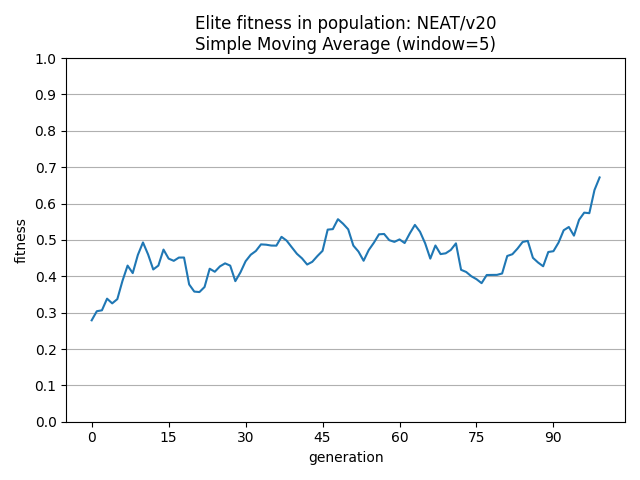 Elite fitness in population: NEAT/v20
Simple Moving Average (window=5)
1.0
0.9
0.8
0.7
0.6
0.5
0.4
0.3
0.2
0.1
0.0
fitness
0 15 30 45 60 75 90
generation